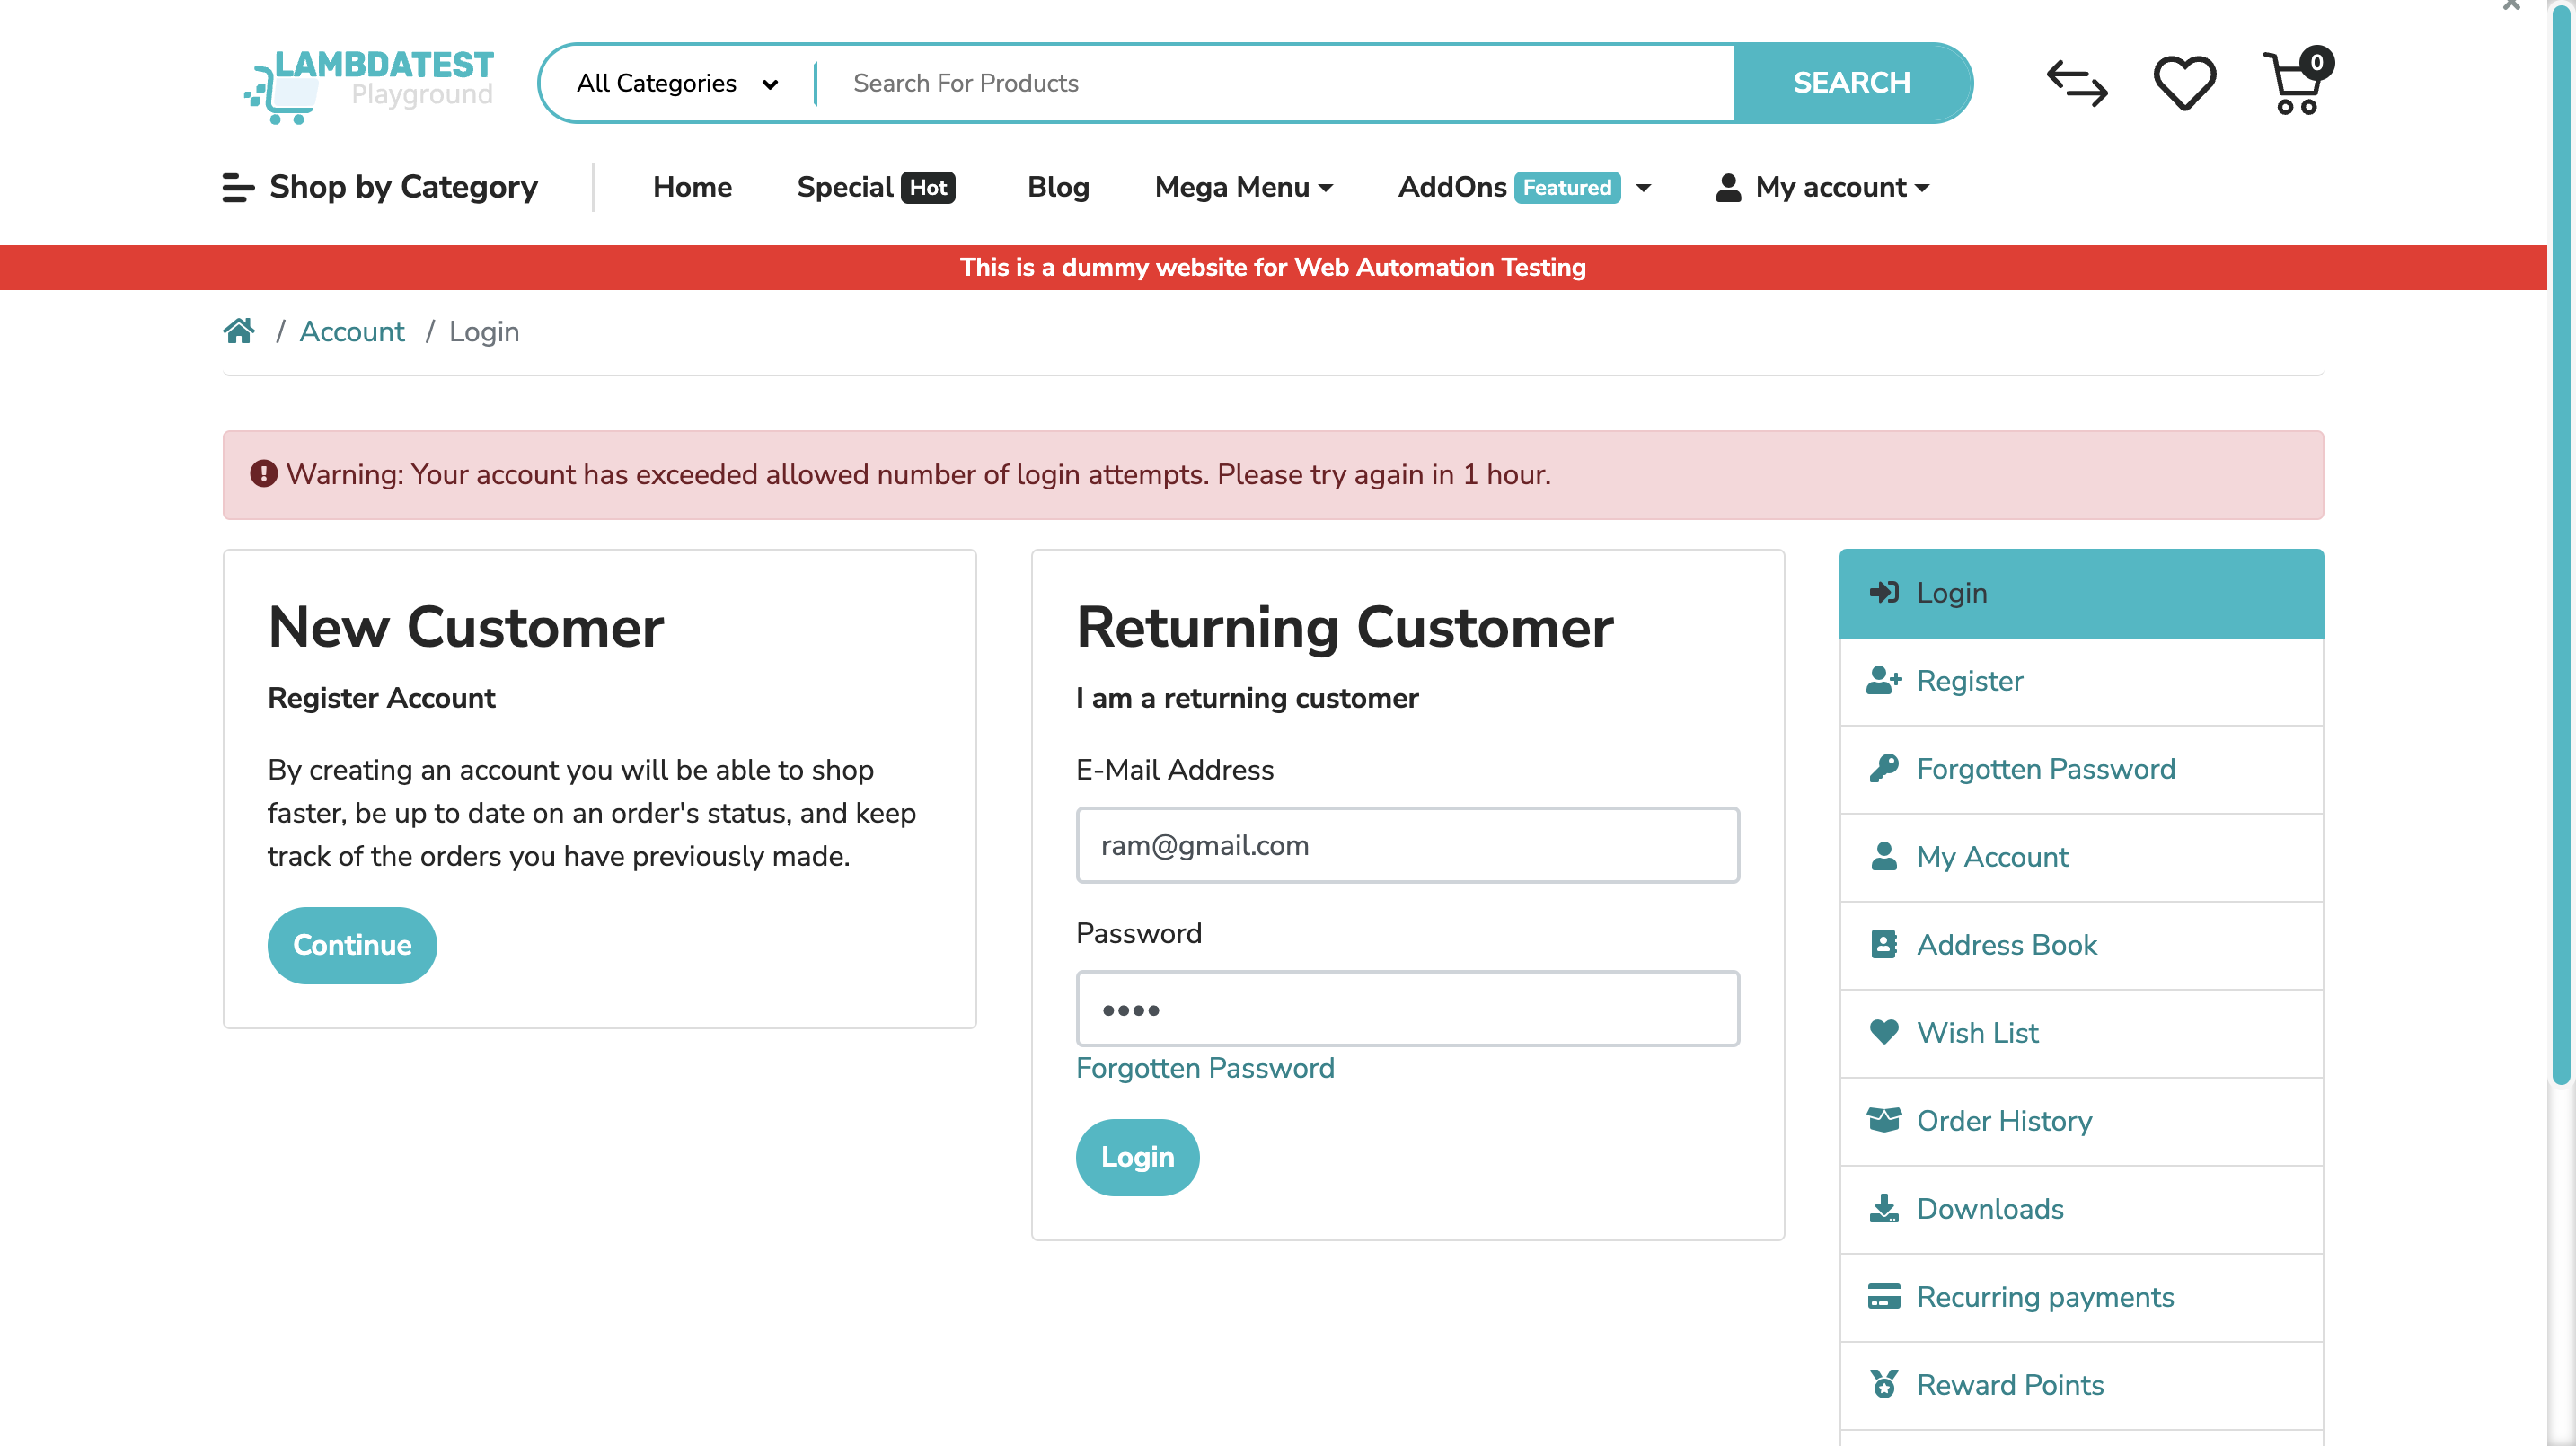 LAMBDATEST
Playground
All Categories
Search For Products
SEARCH
0
Shop by Category
Home
Special Hot
Blog
Mega Menu
AddOns Featured
My account
This is a dummy website for Web Automation Testing
/ Account / Login
Warning: Your account has exceeded allowed number of login attempts. Please try again in 1 hour.
New Customer
Register Account
By creating an account you will be able to shop
faster, be up to date on an order's status, and keep
track of the orders you have previously made.
Continue
Returning Customer
I am a returning customer
E-Mail Address
ram@gmail.com
Password
••••
Forgotten Password
Login
Login
Register
Forgotten Password
My Account
Address Book
Wish List
Order History
Downloads
Recurring payments
Reward Points